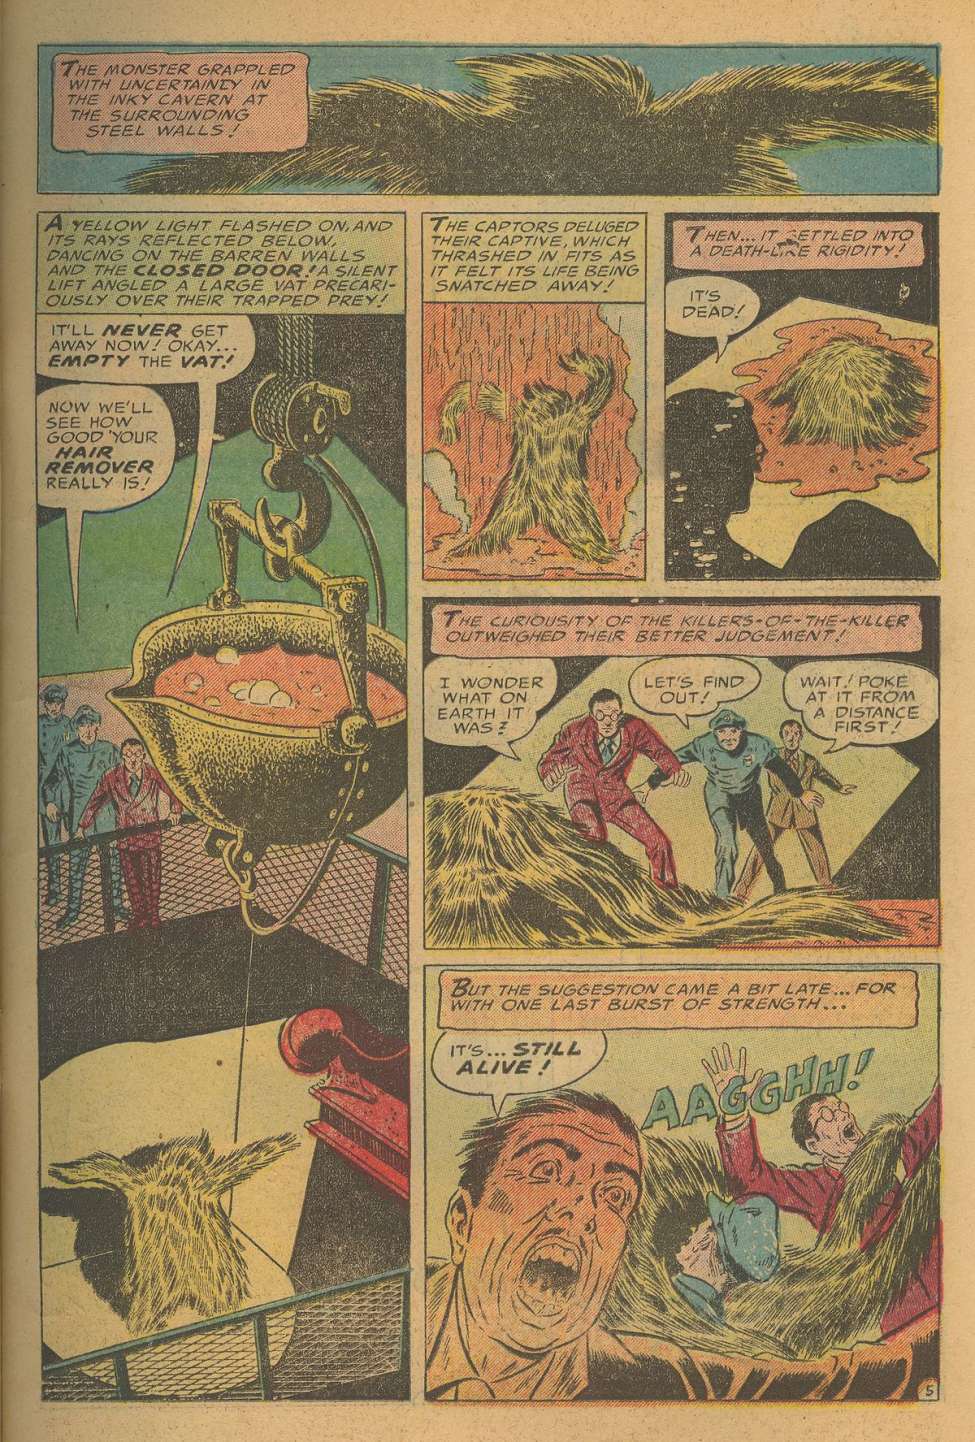 THE MONSTER GRAPPLED
WITH UNCERTAINTY IN
THE INKY CAVERN AT
THE SURROUNDING
STEEL WALLS!
A YELLOW LIGHT FLASHED ON, AND
ITS RAYS REFLECTED BELOW,
DANCING ON THE BARREN WALLS
AND THE CLOSED DOOR! A SILENT
LIFT ANGLED A LARGE VAT PRECARI-
OUSLY OVER THEIR TRAPPED PREY!
IT'LL NEVER GET
AWAY NOW! OKAY...
EMPTY THE VAT!
NOW WE'LL
SEE HOW
GOOD YOUR
HAIR
REMOVER
REALLY IS!
THE CAPTORS DELUGED
THEIR CAPTIVE, WHICH
THRASHED IN FITS AS
IT FELT ITS LIFE BEING
SNATCHED AWAY!
THEN... IT SETTLED INTO
A DEATH-LIKE RIGIDITY!
IT'S
DEAD!
THE CURIOUSITY OF THE KILLERS-OF-THE-KILLER
OUTWEIGHED THEIR BETTER JUDGEMENT!
I WONDER
WHAT ON
EARTH IT
WAS?
LET'S FIND
OUT!
WAIT! POKE
AT IT FROM
A DISTANCE
FIRST!
BUT THE SUGGESTION CAME A BIT LATE... FOR
WITH ONE LAST BURST OF STRENGTH...
IT'S... STILL
ALIVE!
AAGGHH!
5